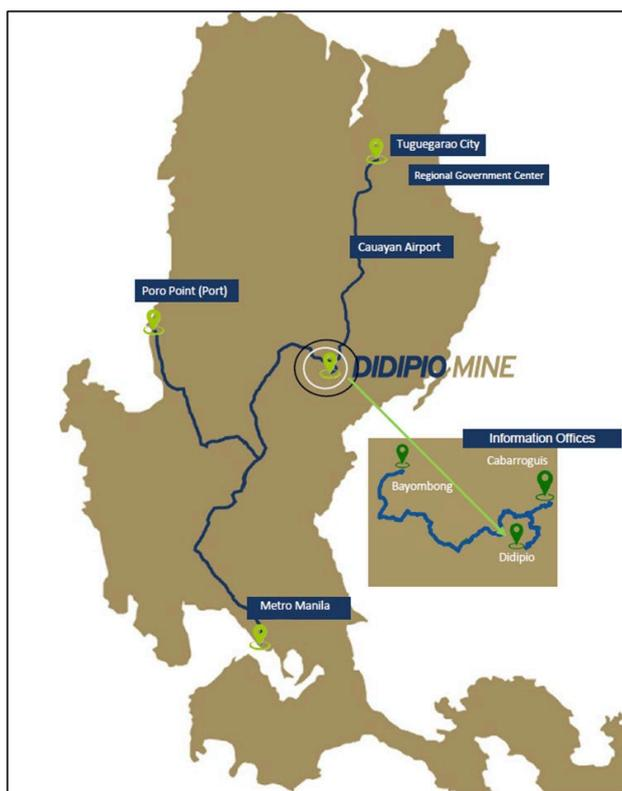 Tuguegarao City
Regional Government Center
Cauayan Airport
Poro Point (Port)
DIDIPIO MINE
Information Offices
Cabarroguis
Bayombong
Didipio
Metro Manila